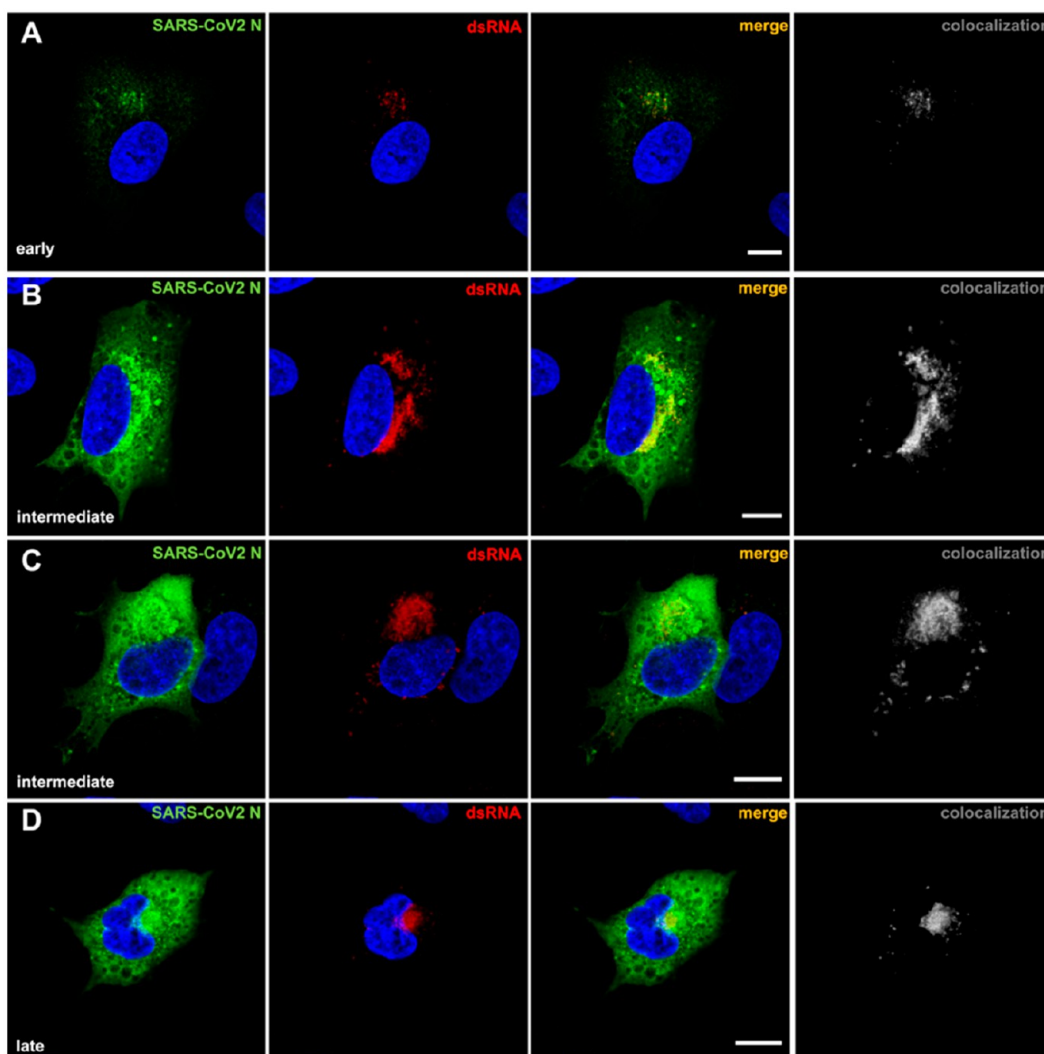 A
SARS-CoV2 N
dsRNA
merge
colocalization
early
B
SARS-CoV2 N
dsRNA
merge
colocalization
intermediate
C
SARS-CoV2 N
dsRNA
merge
colocalization
intermediate
D
SARS-CoV2 N
dsRNA
merge
colocalization
late